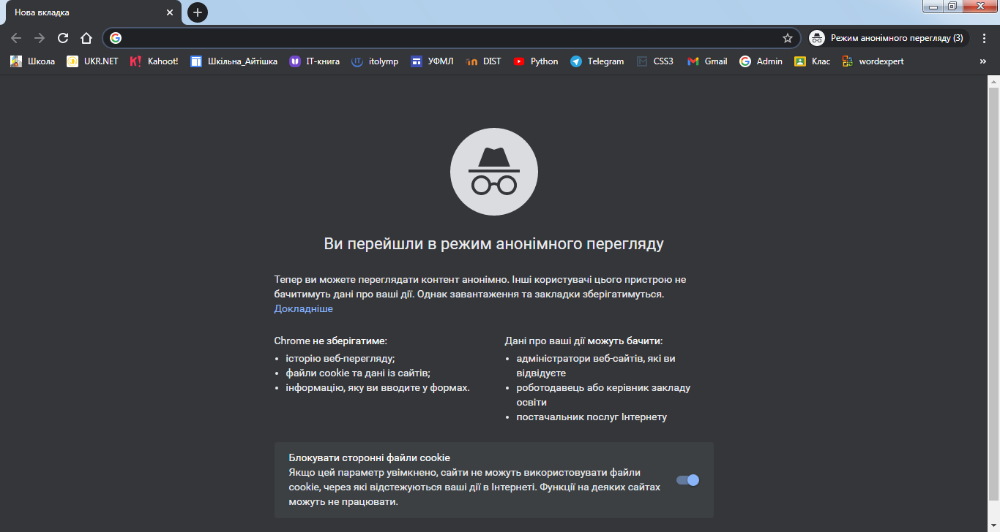 Нова вкладка
Режим анонімного перегляду (3)
Школа UKR.NET Kahoot! Шкільна_Айтішка ІТ-книга itolymp УФМЛ DIST Python Telegram CSS3 Gmail Admin Клас wordexpert »
Ви перейшли в режим анонімного перегляду
Тепер ви можете переглядати контент анонімно. Інші користувачі цього пристрою не
бачитимуть дані про ваші дії. Однак завантаження та закладки зберігатимуться.
Докладніше
Chrome не зберігатиме:
• історію веб-перегляду;
• файли cookie та дані із сайтів;
• інформацію, яку ви вводите у формах.
Дані про ваші дії можуть бачити:
• адміністратори веб-сайтів, які ви
відвідуєте
• роботодавець або керівник закладу
освіти
• постачальник послуг Інтернету
Блокувати сторонні файли cookie
Якщо цей параметр увімкнено, сайти не можуть використовувати файли
cookie, через які відстежуються ваші дії в Інтернеті. Функції на деяких сайтах
можуть не працювати.